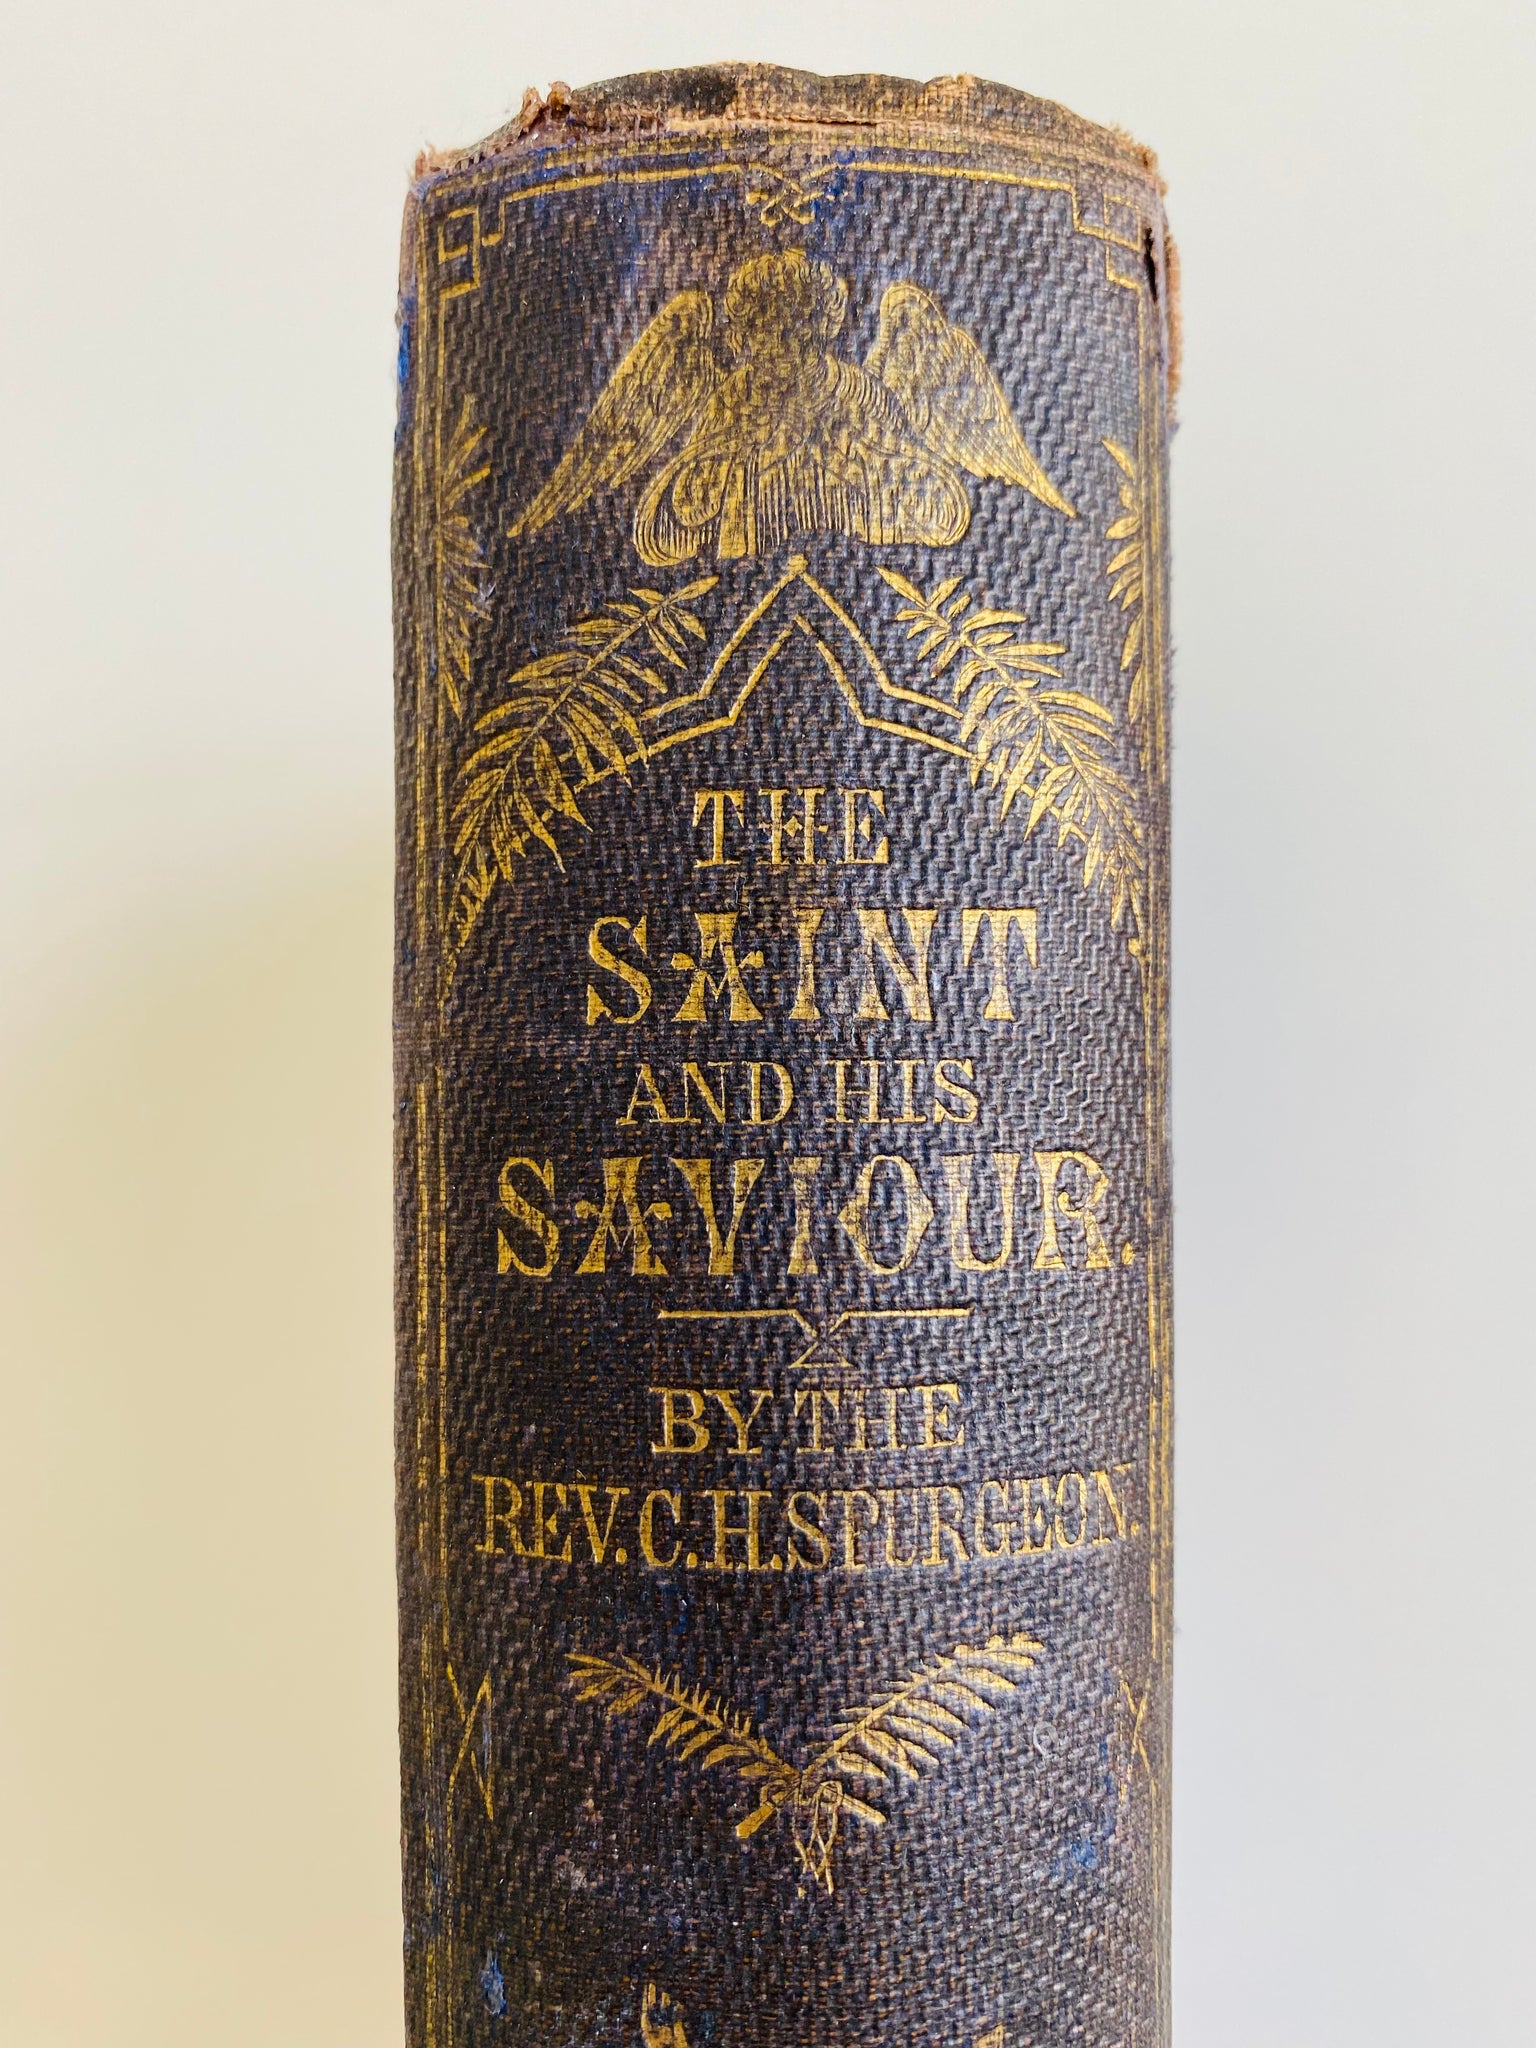 THE
SAINT
AND HIS
SAVIOUR.
BY THE
REV. C. H. SPURGEON.